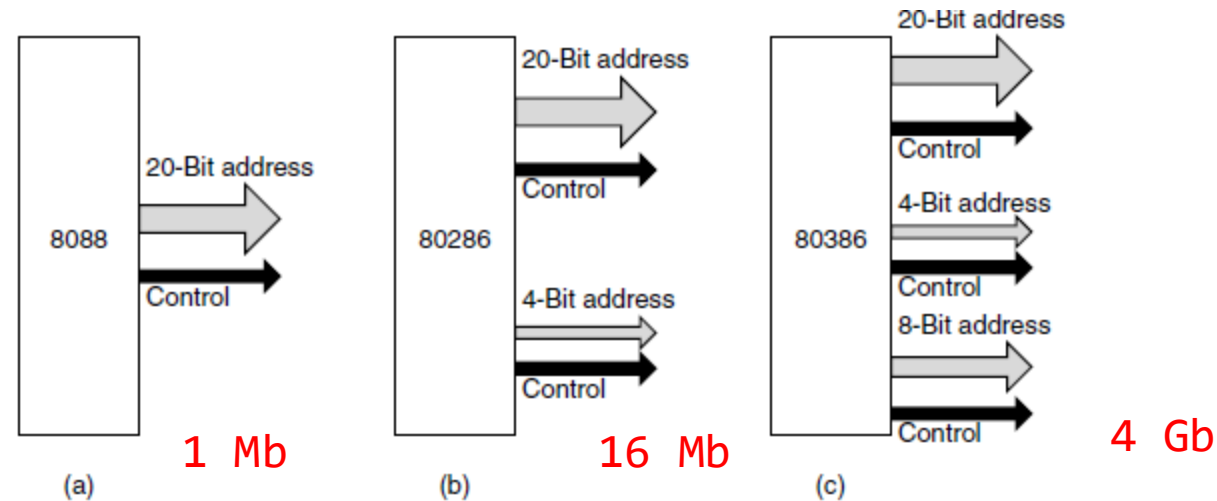 20-Bit address
8088
Control
1 Mb
(a)
20-Bit address
Control
80286
4-Bit address
Control
16 Mb
(b)
20-Bit address
Control
4-Bit address
80386
Control
8-Bit address
Control
4 Gb
(c)